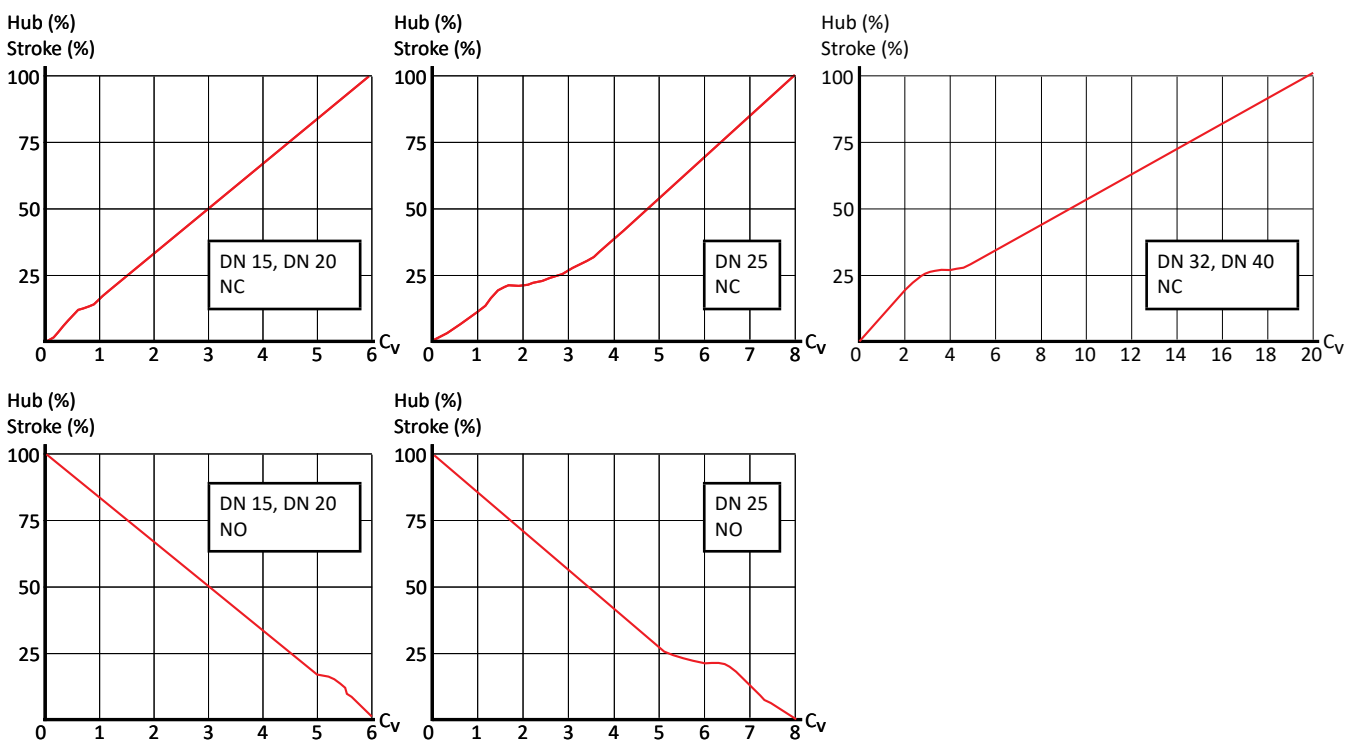 Hub (%)
Stroke (%)
100
75
50
25
0 1 2 3 4 5 6 Cv
DN 15, DN 20
NC
Hub (%)
Stroke (%)
100
75
50
25
0 1 2 3 4 5 6 7 8 Cv
DN 25
NC
Hub (%)
Stroke (%)
100
75
50
25
0 2 4 6 8 10 12 14 16 18 20 Cv
DN 32, DN 40
NC
Hub (%)
Stroke (%)
100
75
50
25
0 1 2 3 4 5 6 Cv
DN 15, DN 20
NO
Hub (%)
Stroke (%)
100
75
50
25
0 1 2 3 4 5 6 7 8 Cv
DN 25
NO